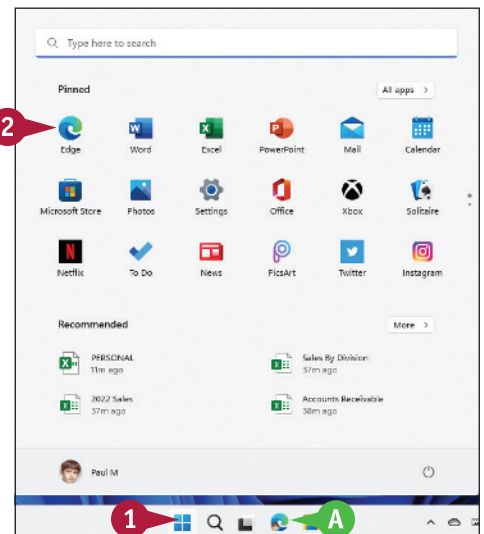 Type here to search
Pinned
All apps >
2
Edge
Word
Excel
PowerPoint
Mail
Calendar
Microsoft Store
Photos
Settings
Office
Xbox
Solitaire
Netflix
To Do
News
PicsArt
Twitter
Instagram
Recommended
More >
PERSONAL
11m ago
Sales By Division
37m ago
2022 Sales
37m ago
Accounts Receivable
38m ago
Paul M
1
A